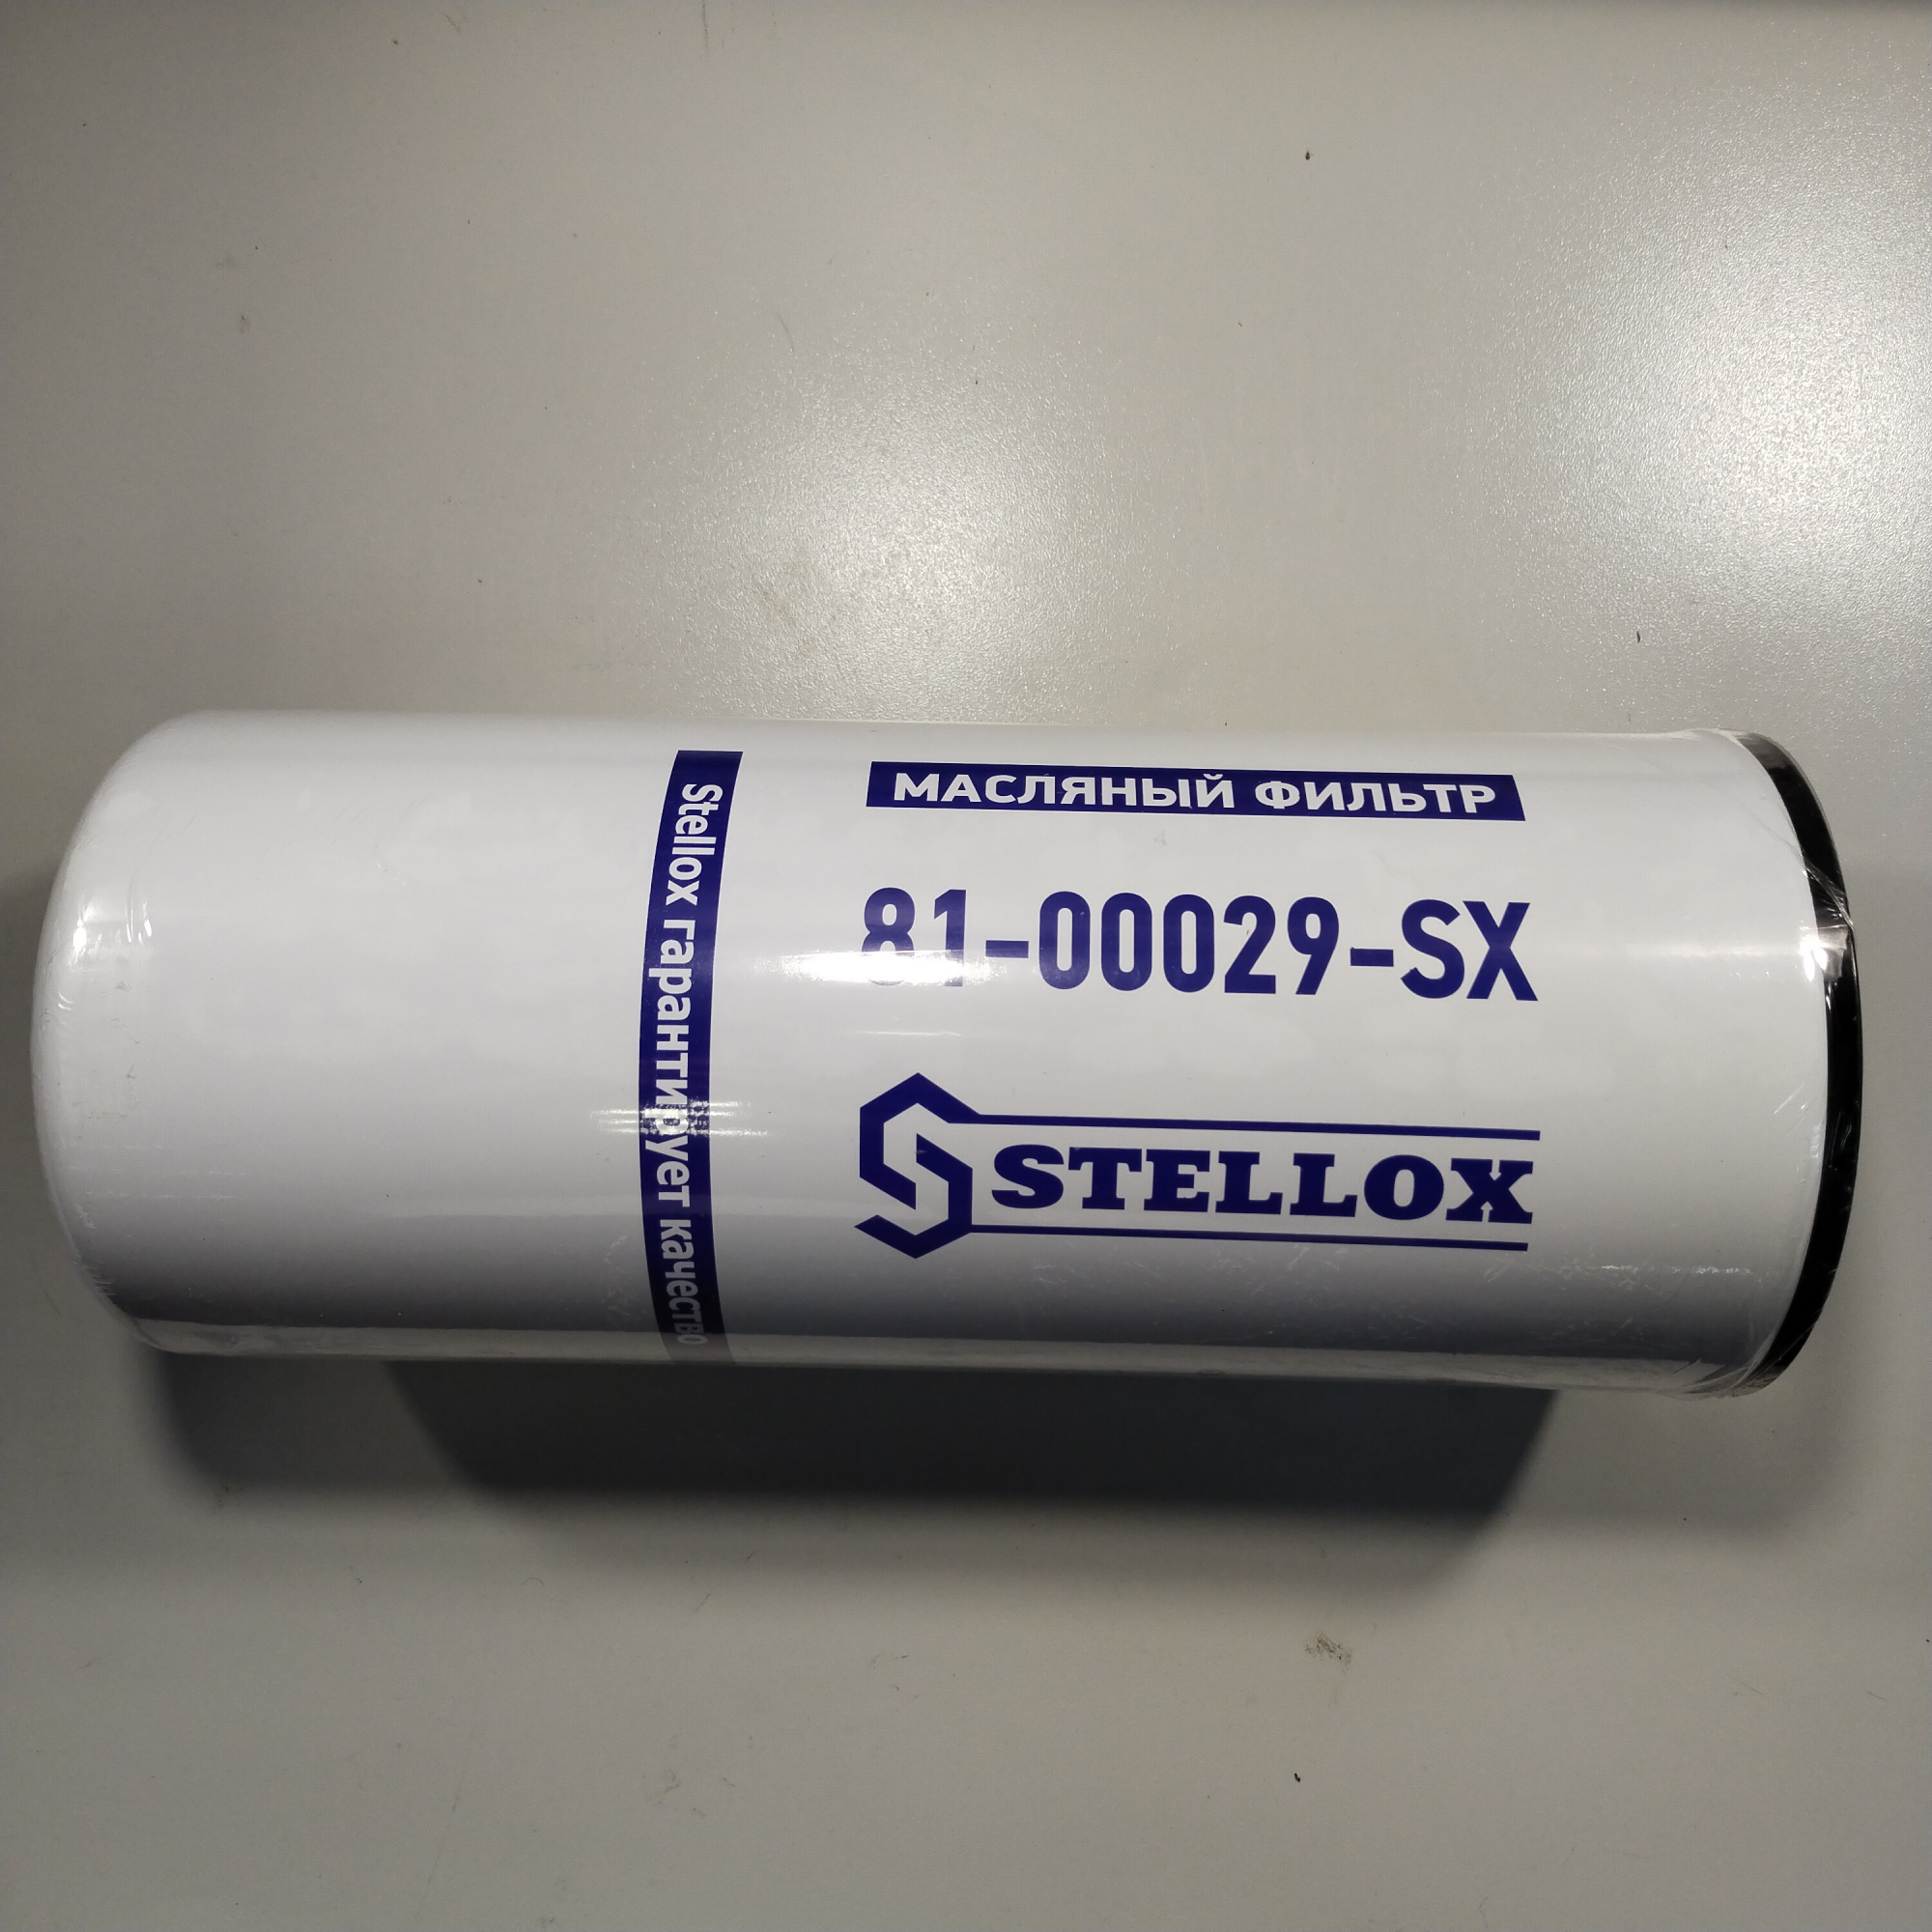 МАСЛЯНЫЙ ФИЛЬТР
81-00029-SX
STELLOX
Stellox гарантирует качество